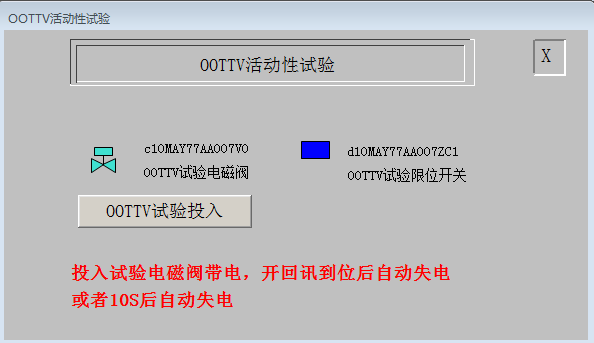 OOTTV活动性试验
OOTTV活动性试验
X
c10MAY77AA007V0
OOTTV试验电磁阀
d10MAY77AA007ZC1
OOTTV试验限位开关
OOTTV试验投入
投入试验电磁阀带电，开回讯到位后自动失电
或者10S后自动失电